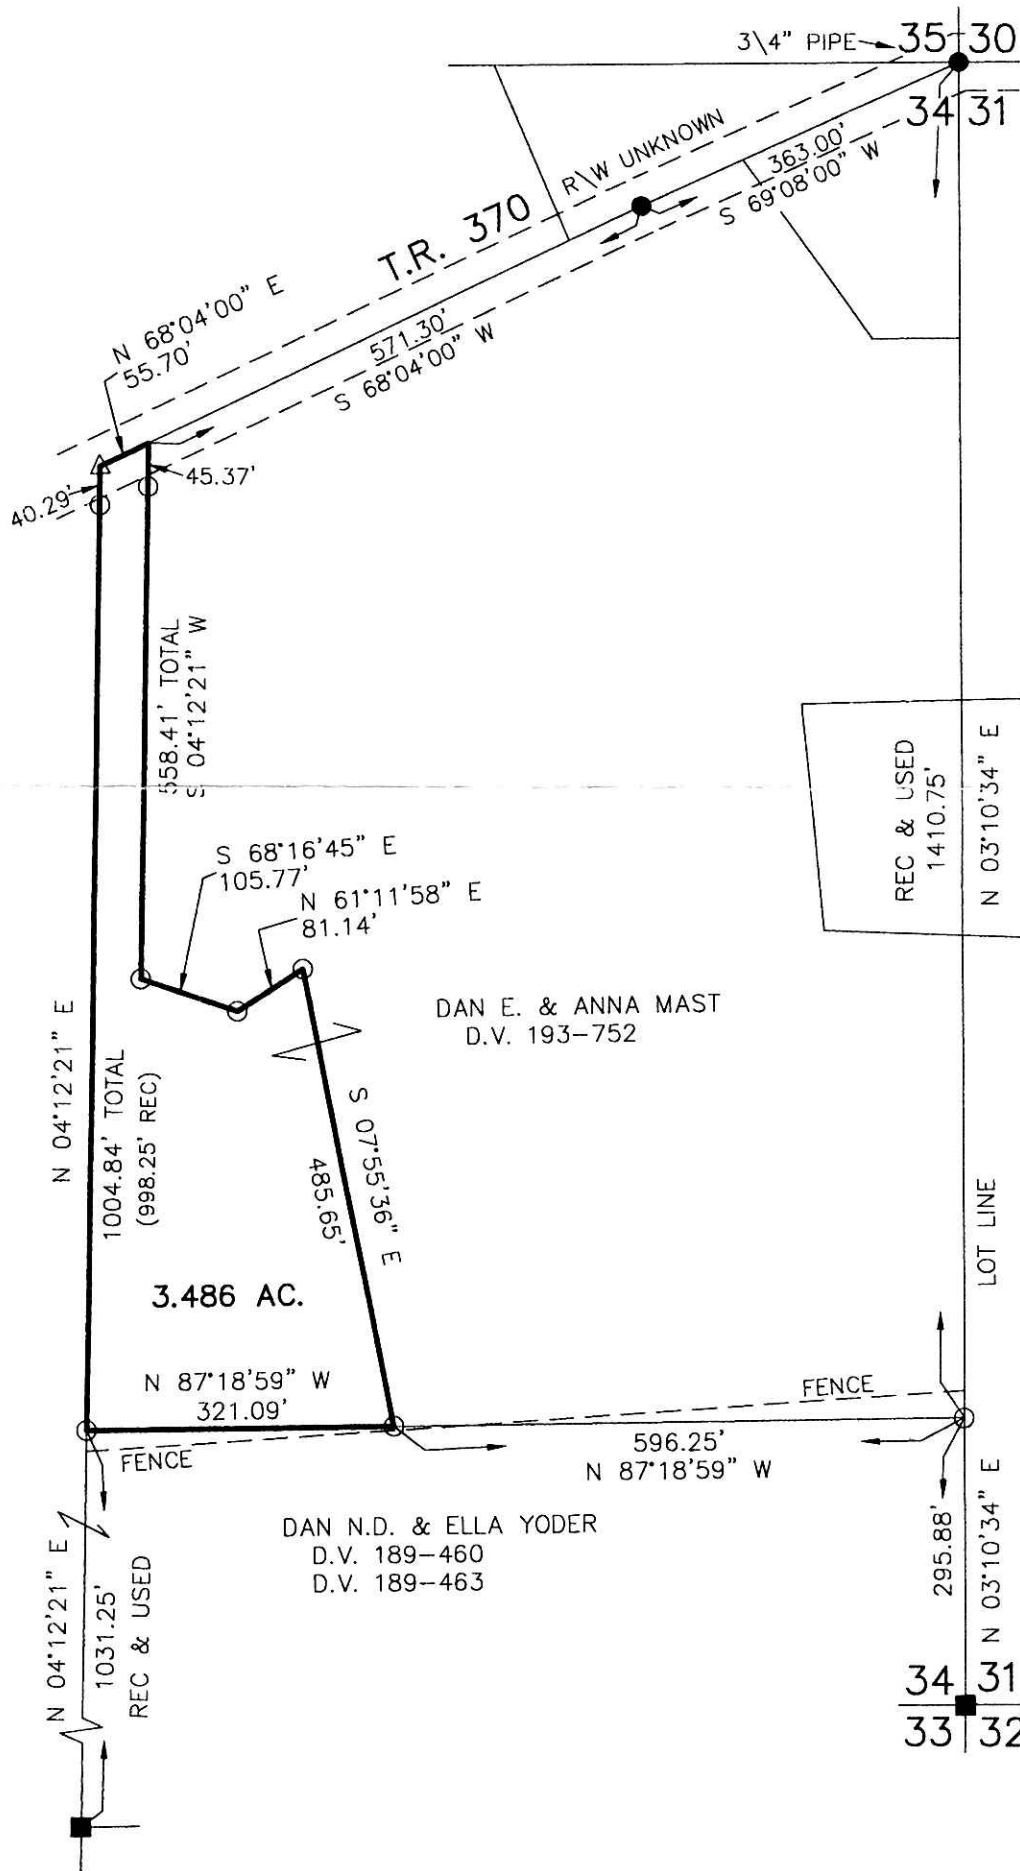 3\4" PIPE
35 30
34 31
R\W UNKNOWN
363.00'
S 69°08'00" W
T.R. 370
N 68°04'00" E
55.70'
571.30'
S 68°04'00" W
40.29'
45.37'
558.41' TOTAL
S 04°12'21" W
REC & USED
1410.75'
N 03°10'34" E
S 68°16'45" E
105.77'
N 61°11'58" E
81.14'
DAN E. & ANNA MAST
D.V. 193-752
N 04°12'21" E
1004.84' TOTAL
(998.25' REC)
S 07°55'36" E
485.65'
LOT LINE
3.486 AC.
N 87°18'59" W
321.09'
FENCE
FENCE
596.25'
N 87°18'59" W
DAN N.D. & ELLA YODER
D.V. 189-460
D.V. 189-463
N 04°12'21" E
1031.25'
REC & USED
295.88'
N 03°10'34" E
34 31
33 32